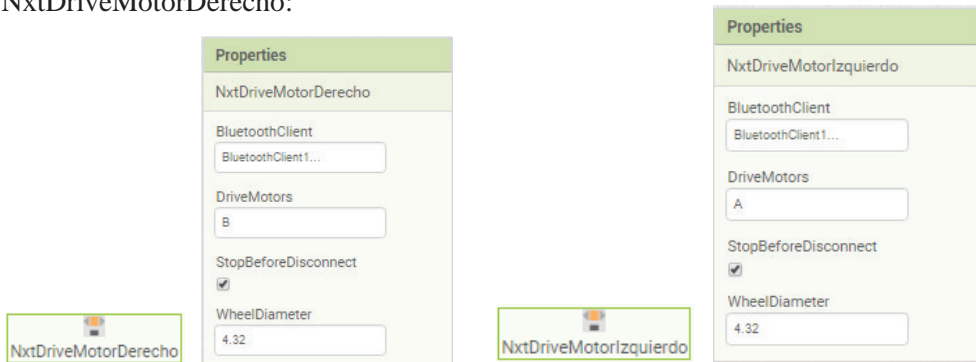 NxtDriveMotorDerecho:
Properties
NxtDriveMotorDerecho
BluetoothClient
BluetoothClient1...
DriveMotors
B
StopBeforeDisconnect
WheelDiameter
4.32
NxtDriveMotorDerecho
Properties
NxtDriveMotorIzquierdo
BluetoothClient
BluetoothClient1...
DriveMotors
A
StopBeforeDisconnect
WheelDiameter
4.32
NxtDriveMotorIzquierdo